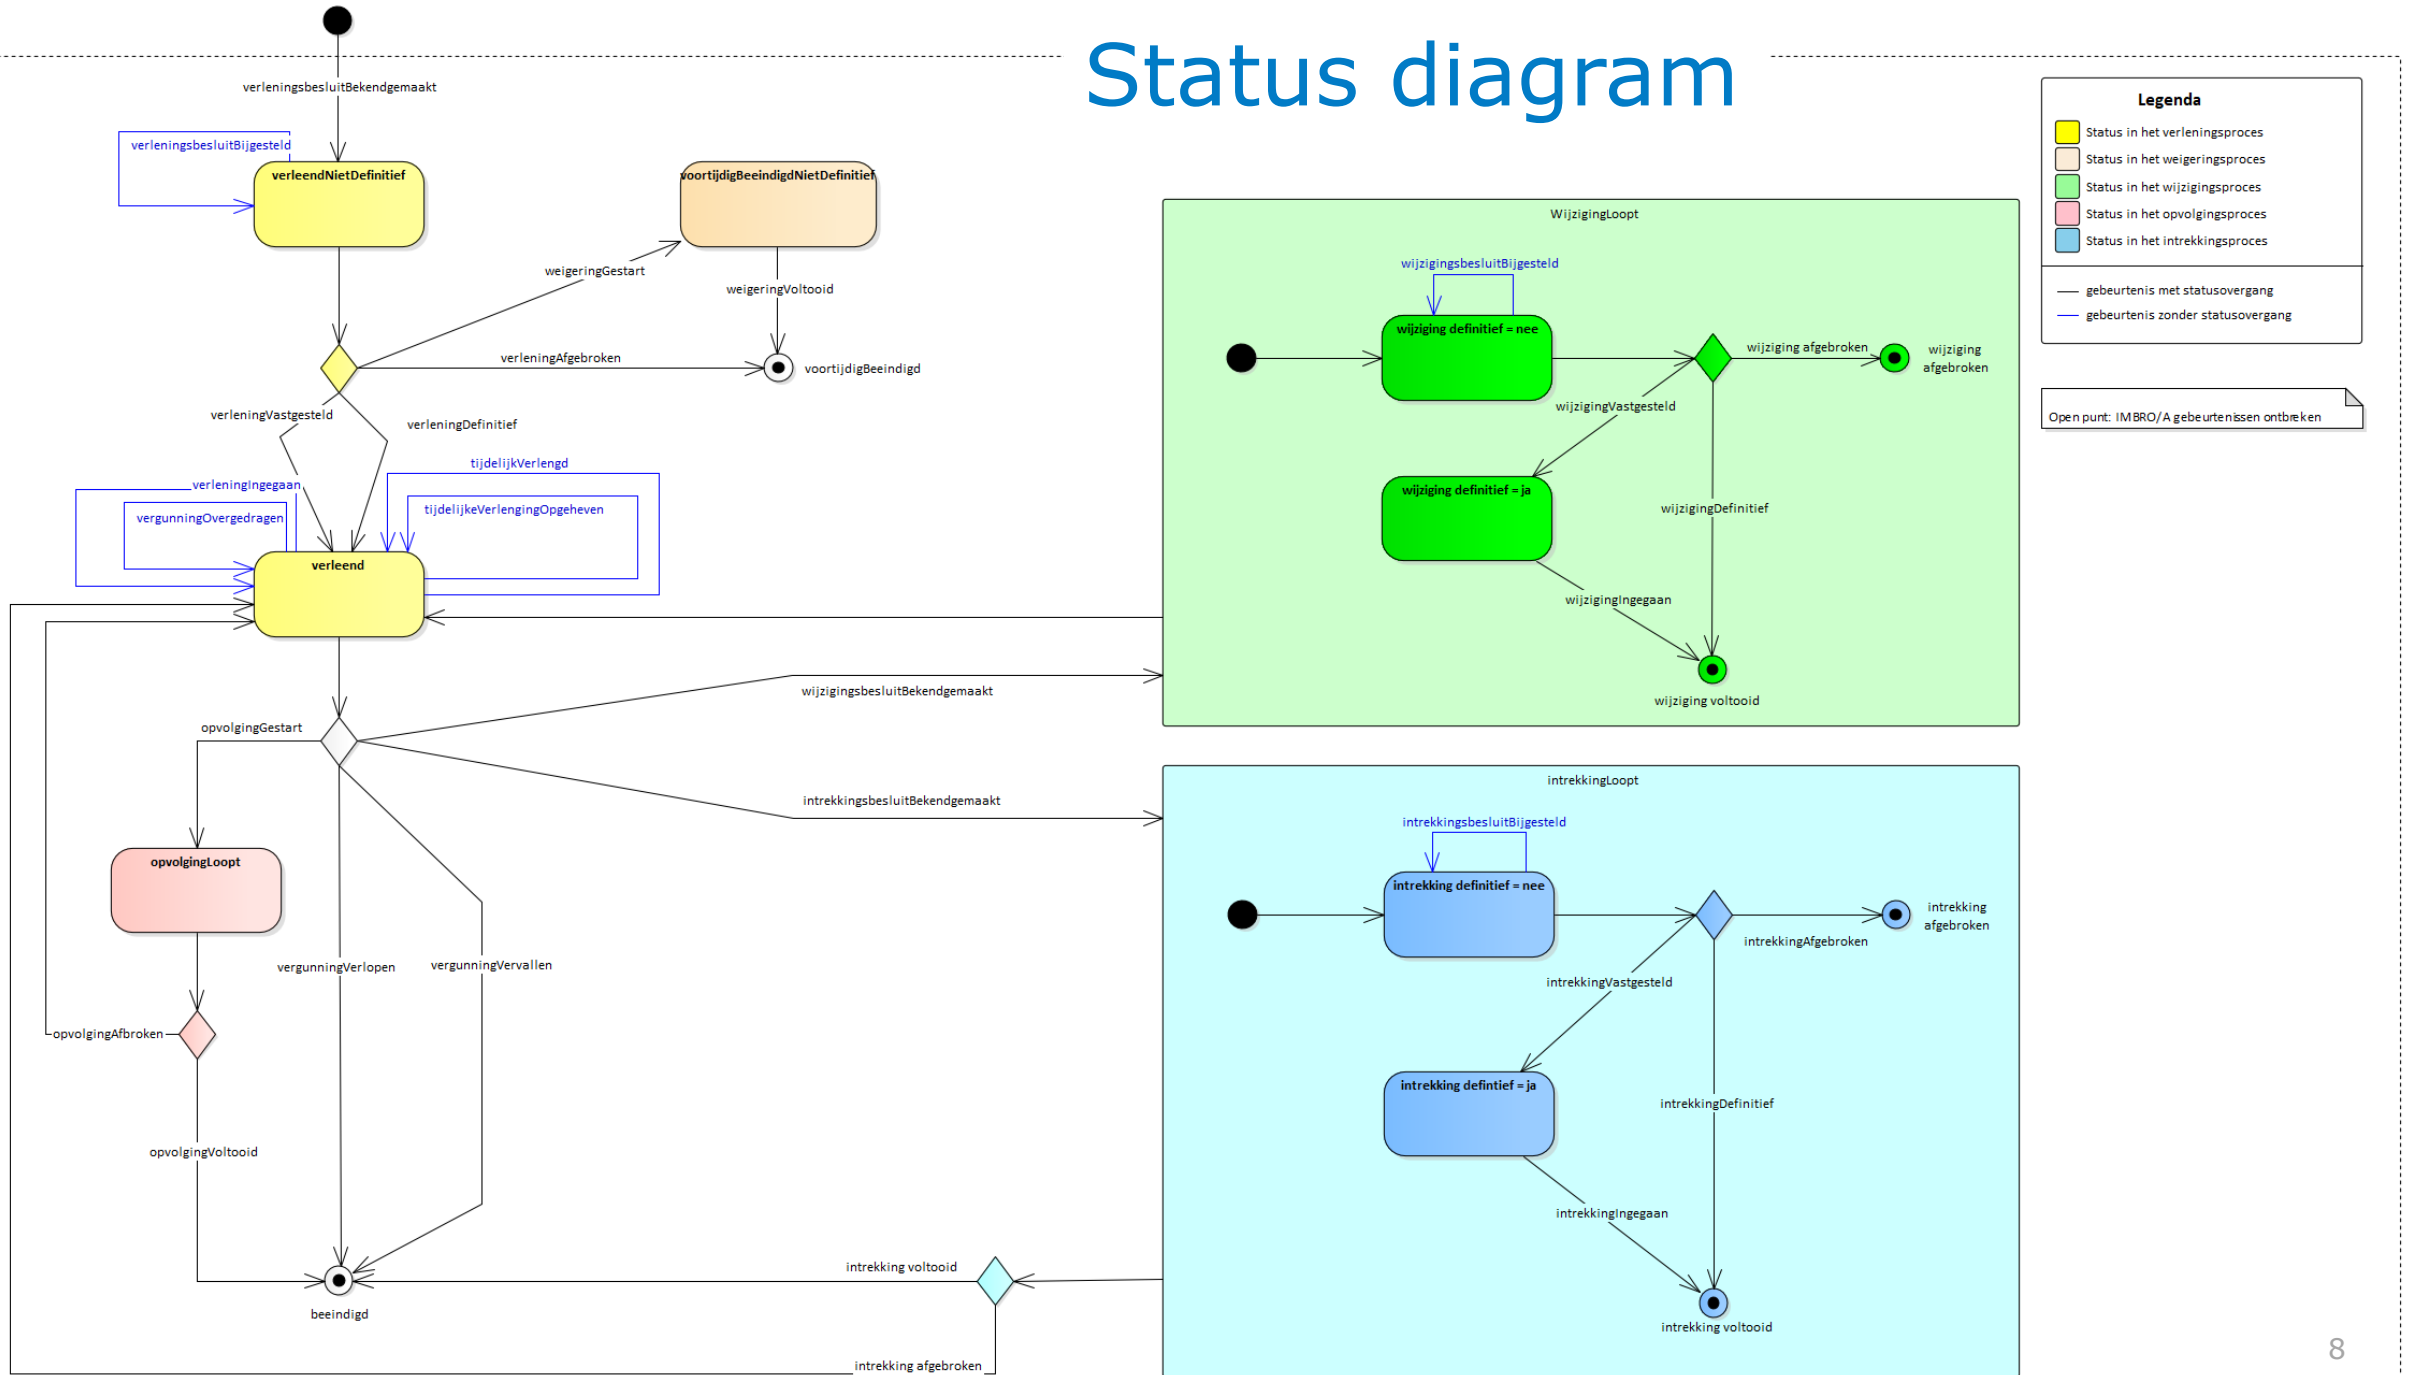 Status diagram
verleningsbesluitBekendgemaakt
verleningsbesluitBijgesteld
verleendNietDefinitief
voortijdigBeeindigdNietDefinitief
weigeringGestart
weigeringVoltooid
verleningAfgebroken
voortijdigBeeindigd
verleningVastgesteld
verleningDefinitief
tijdelijkVerlengd
verleningIngegaan
tijdelijkeVerlengingOpgeheven
vergunningOvergedragen
verleend
wijzigingsbesluitBekendgemaakt
opvolgingGestart
intrekkingsbesluitBekendgemaakt
opvolgingLoopt
vergunningVerlopen
vergunningVervallen
opvolgingAfbroken
opvolgingVoltooid
intrekking voltooid
beeindigd
intrekking afgebroken
WijzigingLoopt
wijzigingsbesluitBijgesteld
wijziging definitief = nee
wijziging afgebroken
wijziging
afgebroken
wijzigingVastgesteld
wijziging definitief = ja
wijzigingDefinitief
wijzigingIngegaan
wijziging voltooid
intrekkingLoopt
intrekkingsbesluitBijgesteld
intrekking definitief = nee
intrekking
afgebroken
intrekkingAfgebroken
intrekkingVastgesteld
intrekking defintief = ja
intrekkingDefinitief
intrekkingIngegaan
intrekking voltooid
Legenda
Status in het verleningsproces
Status in het weigeringsproces
Status in het wijzigingsproces
Status in het opvolgingsproces
Status in het intrekkingsproces
gebeurtenis met statusovergang
gebeurtenis zonder statusovergang
Open punt: IMBRO/A gebeurtenissen ontbreken
8